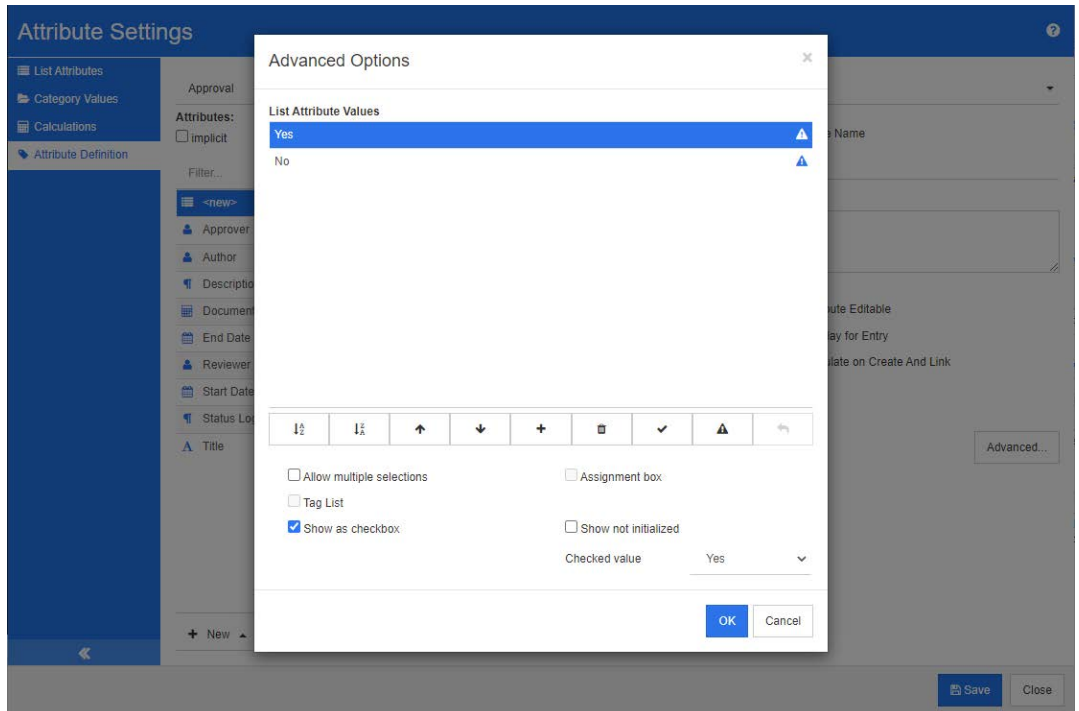 Attribute Settings
List Attributes
Category Values
Calculations
Attribute Definition
Approval
Attributes:
implicit
Filter...
<new>
Approver
Author
Descriptio
Document
End Date
Reviewer
Start Date
Status Log
Title
+ New
Advanced Options
List Attribute Values
Yes
No
Allow multiple selections
Assignment box
Tag List
Show as checkbox
Show not initialized
Checked value
Yes
OK
Cancel
Name
ute Editable
lay for Entry
ulate on Create And Link
Advanced...
Save
Close